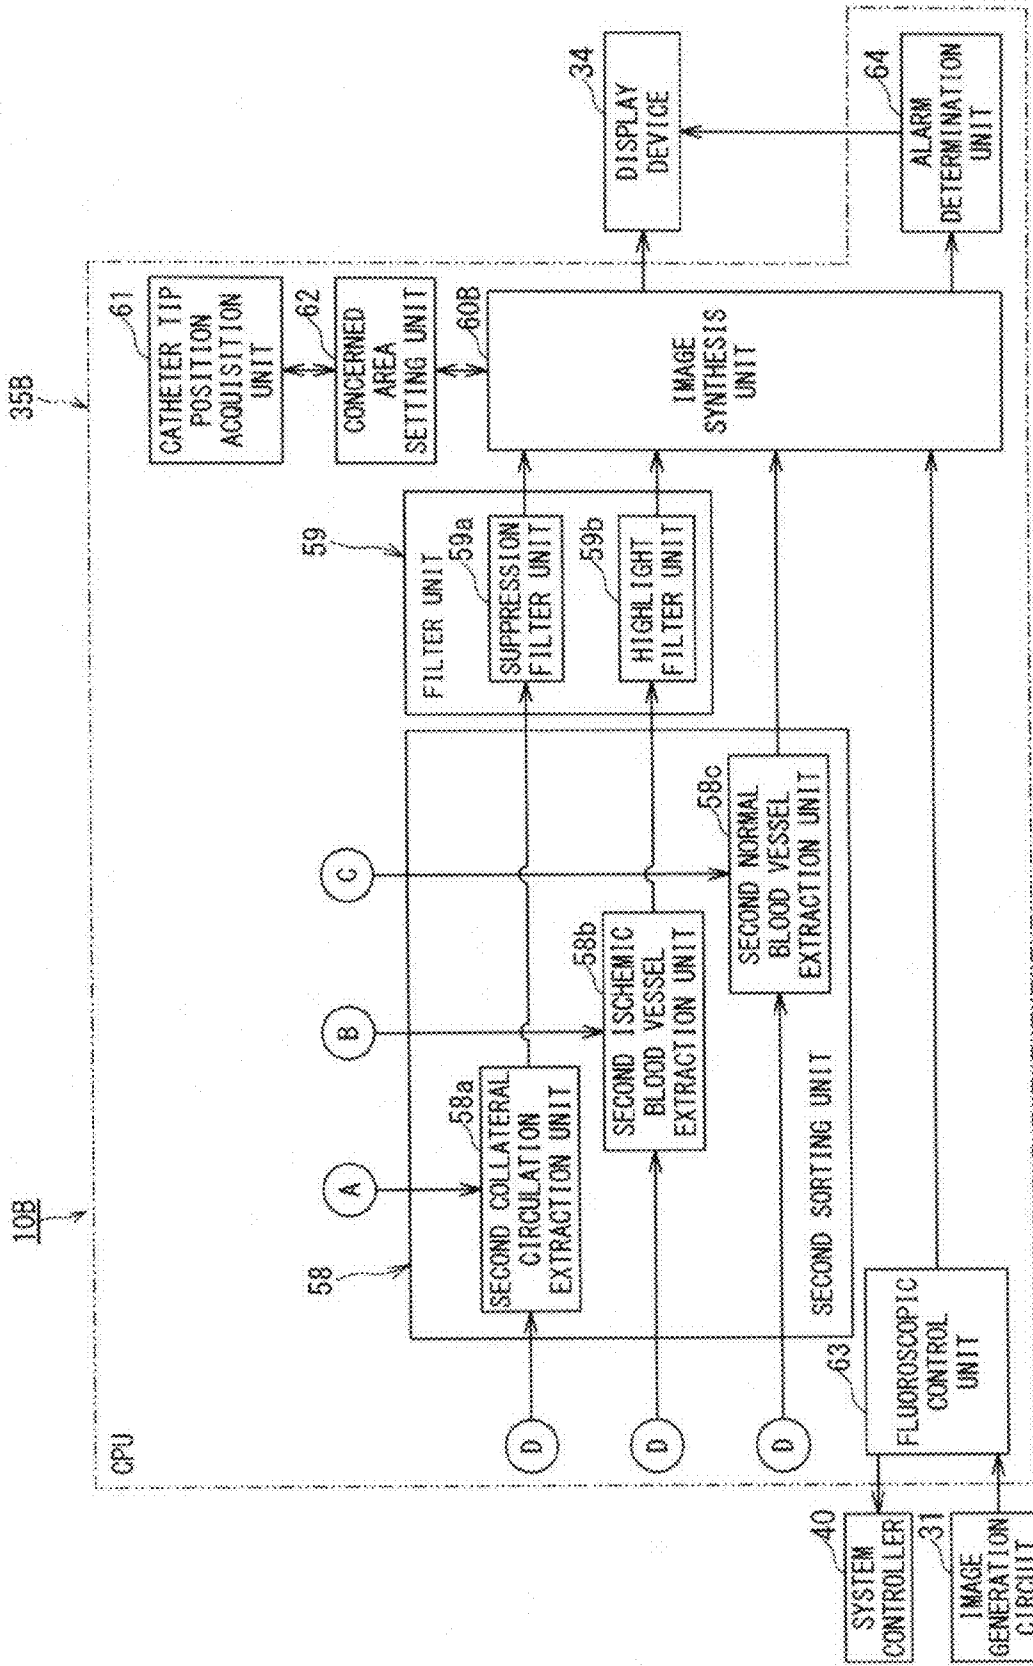 10B
35B
CPU
61
CATHETER TIP
POSITION
ACQUISITION
UNIT
62
CONCERNED
AREA
SETTING UNIT
60B
IMAGE
SYNTHESIS
UNIT
34
DISPLAY
DEVICE
64
ALARM
DETERMINATION
UNIT
59
FILTER UNIT
59a
SUPPRESSION
FILTER UNIT
59b
HIGHLIGHT
FILTER UNIT
A
B
C
58
58a
SECOND COLLATERAL
CIRCULATION
EXTRACTION UNIT
58b
SECOND ISCHEMIC
BLOOD VESSEL
EXTRACTION UNIT
58c
SECOND NORMAL
BLOOD VESSEL
EXTRACTION UNIT
SECOND SORTING UNIT
D
D
D
63
FLUOROSCOPIC
CONTROL
UNIT
40
SYSTEM
CONTROLLER
31
IMAGE
GENERATION
CIRCUIT